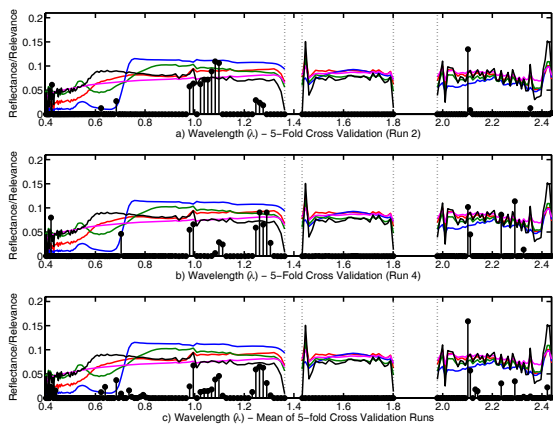 Reflectance/Relevance
0.2
0.15
0.1
0.05
0
0.4 0.6 0.8 1.0 1.2 1.4 1.6 1.8 2.0 2.2 2.4
a) Wavelength (λ) − 5−Fold Cross Validation (Run 2)
Reflectance/Relevance
0.2
0.15
0.1
0.05
0
0.4 0.6 0.8 1.0 1.2 1.4 1.6 1.8 2.0 2.2 2.4
b) Wavelength (λ) − 5−Fold Cross Validation (Run 4)
Reflectance/Relevance
0.2
0.15
0.1
0.05
0
0.4 0.6 0.8 1.0 1.2 1.4 1.6 1.8 2.0 2.2 2.4
c) Wavelength (λ) − Mean of 5−fold Cross Validation Runs